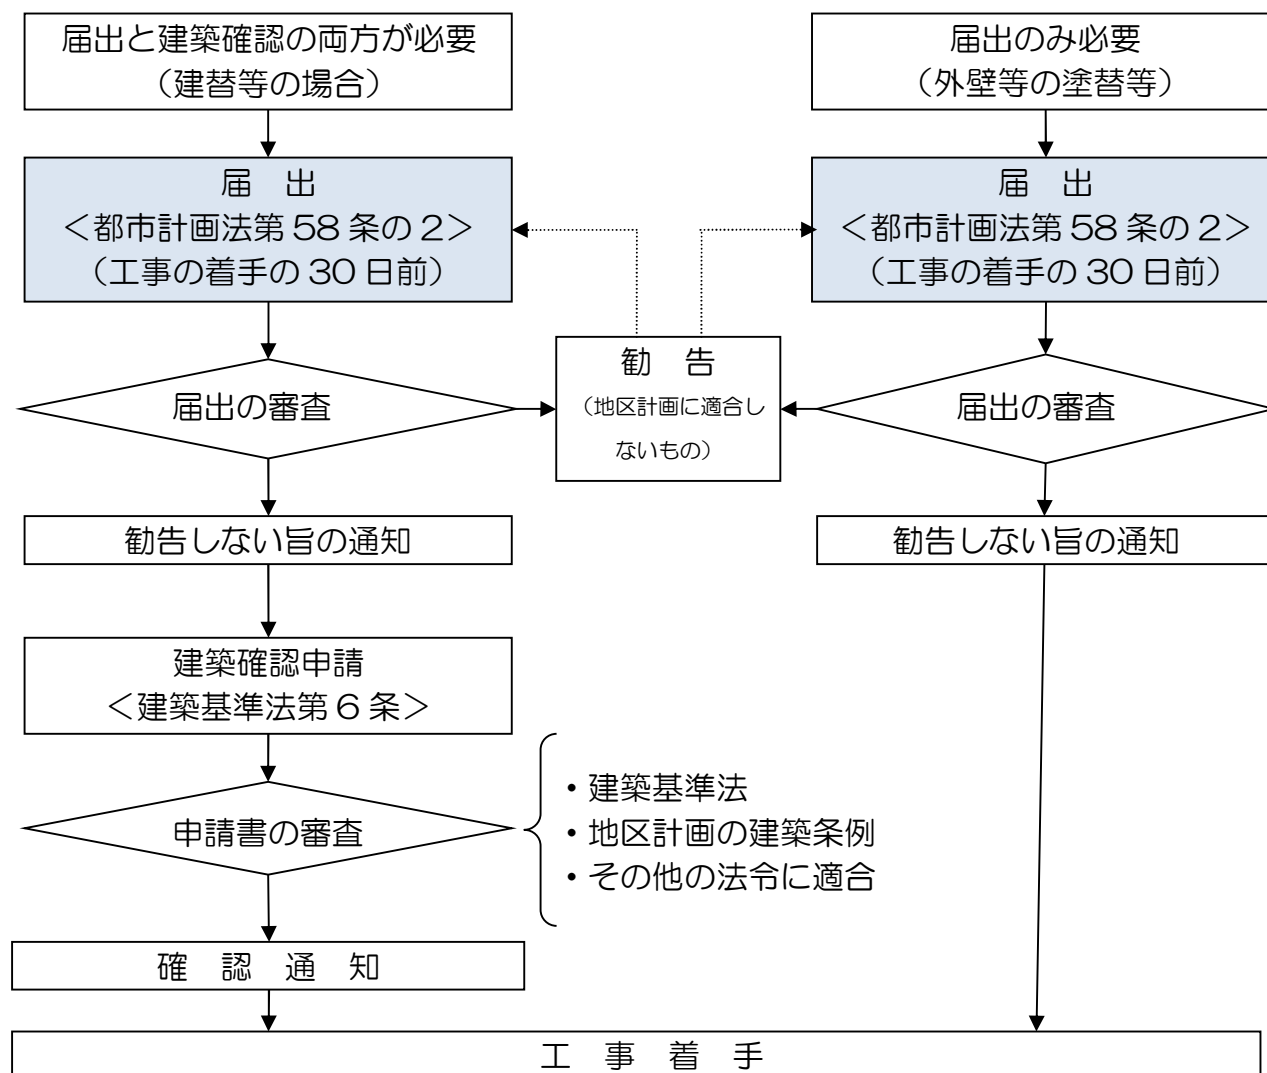 届出と建築確認の両方が必要
（建替等の場合）
届　出
＜都市計画法第 58 条の 2＞
（工事の着手の 30 日前）
届出の審査
勧告しない旨の通知
建築確認申請
＜建築基準法第 6 条＞
申請書の審査
・建築基準法
・地区計画の建築条例
・その他の法令に適合
確　認　通　知
勧　告
（地区計画に適合し
ないもの）
届出のみ必要
（外壁等の塗替等）
届　出
＜都市計画法第 58 条の 2＞
（工事の着手の 30 日前）
届出の審査
勧告しない旨の通知
工　事　着　手